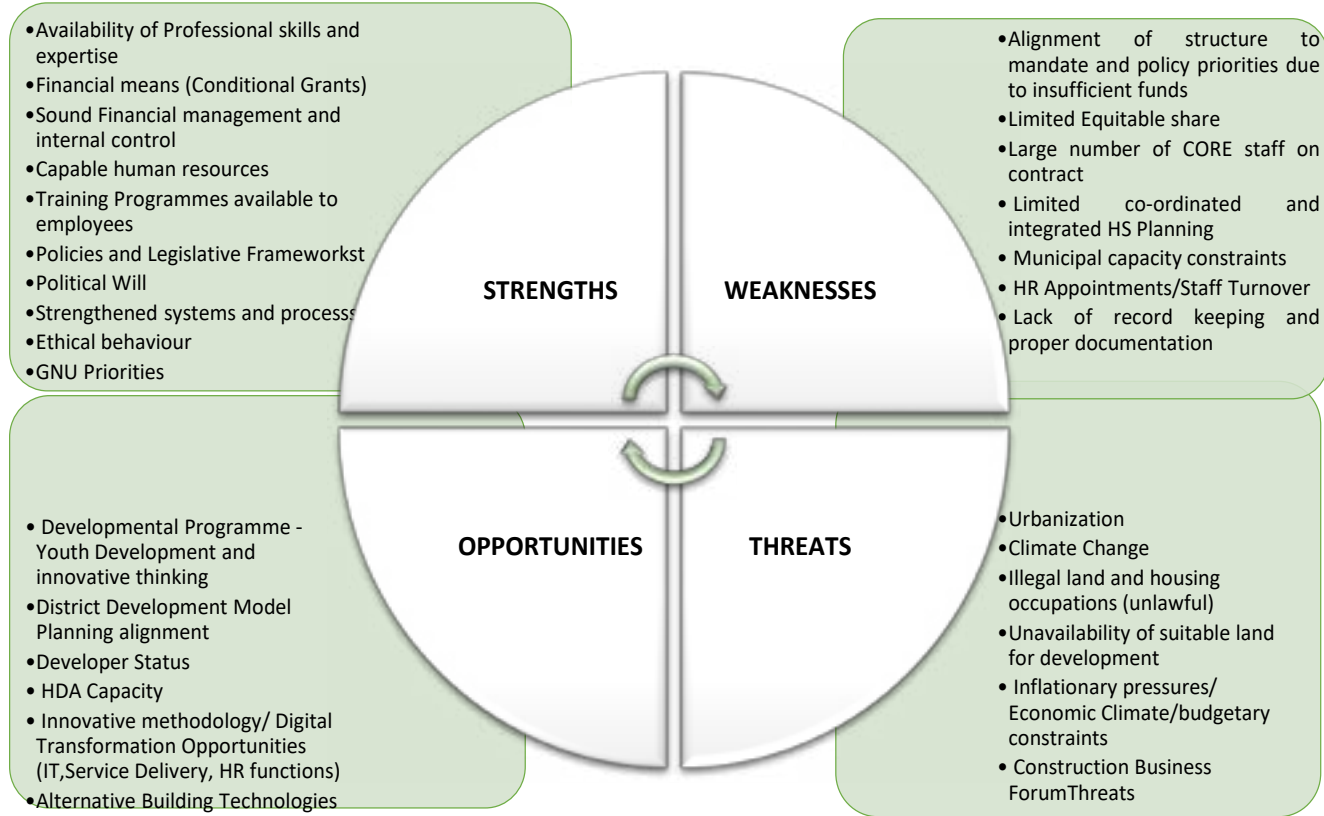 •Availability of Professional skills and
expertise
•Financial means (Conditional Grants)
•Sound Financial management and
internal control
•Capable human resources
•Training Programmes available to
employees
•Policies and Legislative Frameworkst
•Political Will
•Strengthened systems and processs
•Ethical behaviour
•GNU Priorities
STRENGTHS
WEAKNESSES
•Alignment of structure to
mandate and policy priorities due
to insufficient funds
•Limited Equitable share
•Large number of CORE staff on
contract
• Limited co-ordinated and
integrated HS Planning
• Municipal capacity constraints
• HR Appointments/Staff Turnover
• Lack of record keeping and
proper documentation
• Developmental Programme -
Youth Development and
innovative thinking
•District Development Model
Planning alignment
•Developer Status
• HDA Capacity
• Innovative methodology/ Digital
Transformation Opportunities
(IT,Service Delivery, HR functions)
•Alternative Building Technologies
OPPORTUNITIES
THREATS
•Urbanization
•Climate Change
•Illegal land and housing
occupations (unlawful)
•Unavailability of suitable land
for development
• Inflationary pressures/
Economic Climate/budgetary
constraints
• Construction Business
ForumThreats